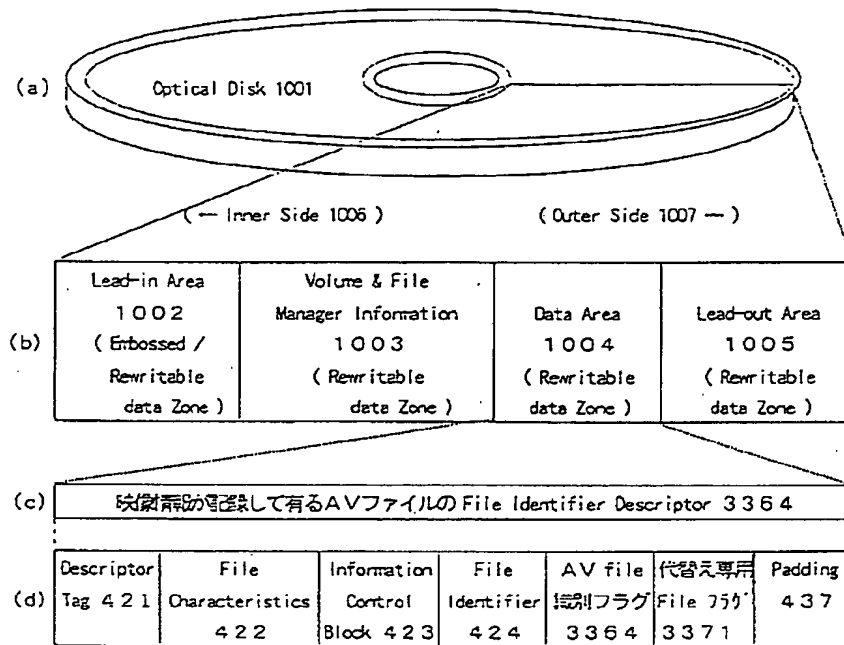 (a)
Optical Disk 1001
(← Inner Side 1006 )
(Outer Side 1007 →)
(b)
Lead-in Area
1002
( Embossed /
Rewritable
data Zone )
Volume & File
Manager Information
1003
( Rewritable
data Zone )
Data Area
1004
( Rewritable
data Zone )
Lead-out Area
1005
( Rewritable
data Zone )
(c)
映像情報が記録して有るAVファイルの File Identifier Descriptor 3364
(d)
Descriptor
Tag 421
File
Characteristics
422
Information
Control
Block 423
File
Identifier
424
AV file
識別フラグ
3364
代替え専用
File フラグ
3371
Padding
437